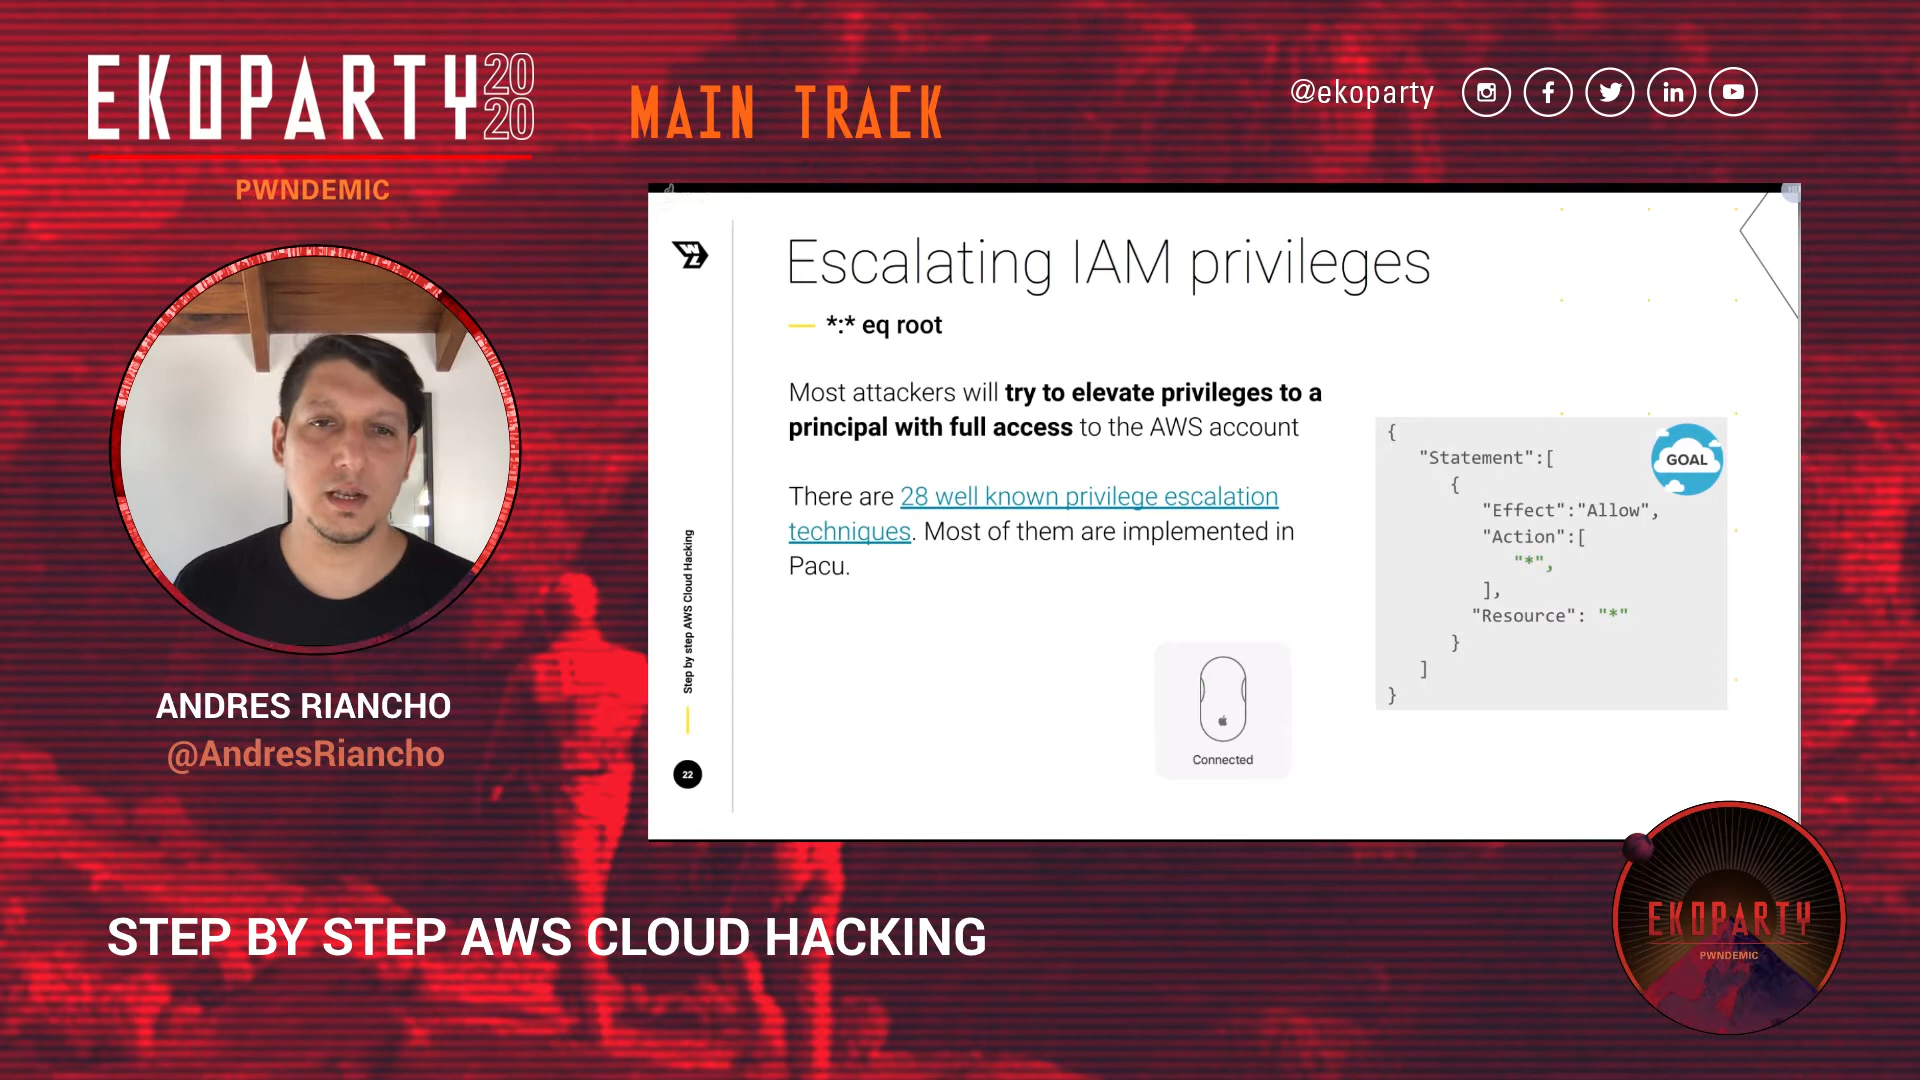 EKOPARTY 2020
PWNDEMIC
MAIN TRACK
@ekoparty
ANDRES RIANCHO
@AndresRiancho
Step by step AWS Cloud Hacking
22
Escalating IAM privileges
*:* eq root
Most attackers will try to elevate privileges to a
principal with full access to the AWS account
There are 28 well known privilege escalation
techniques. Most of them are implemented in
Pacu.
Connected
GOAL
{
"Statement":[
{
"Effect":"Allow",
"Action":[
"*",
],
"Resource": "*"
}
]
}
STEP BY STEP AWS CLOUD HACKING
EKOPARTY
PWNDEMIC